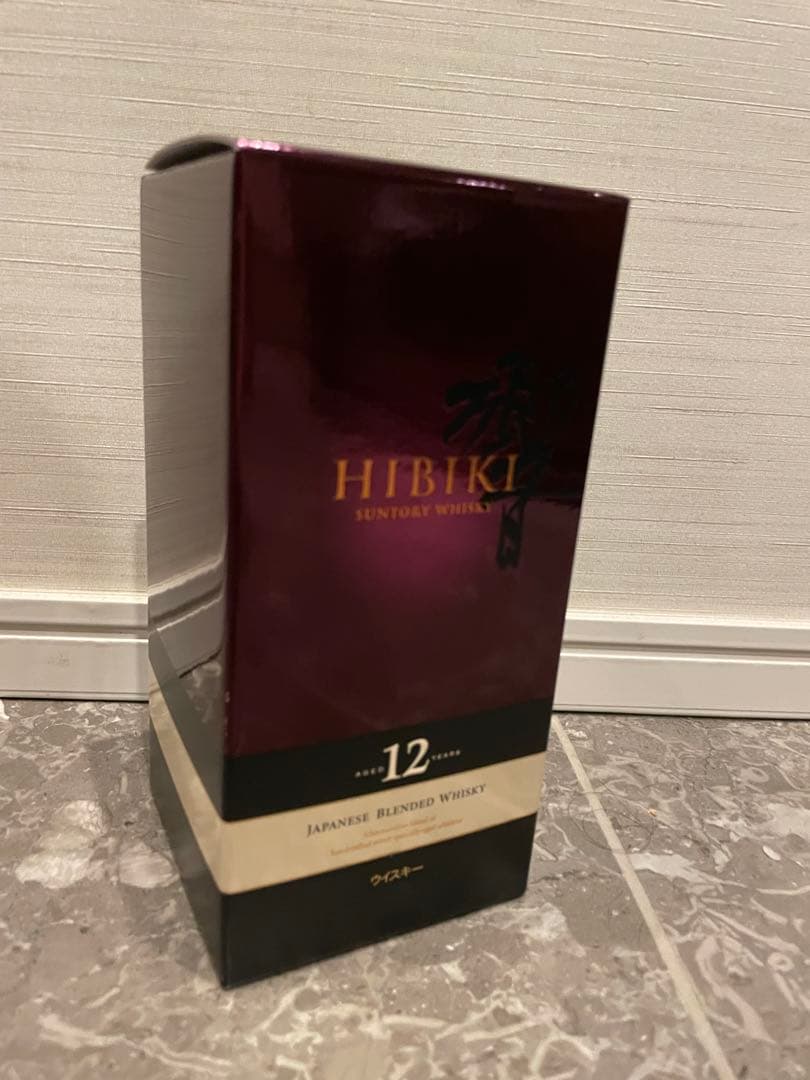 響
HIBIKI
SUNTORY WHISKY
AGED 12 YEARS
JAPANESE BLENDED WHISKY
ウイスキー